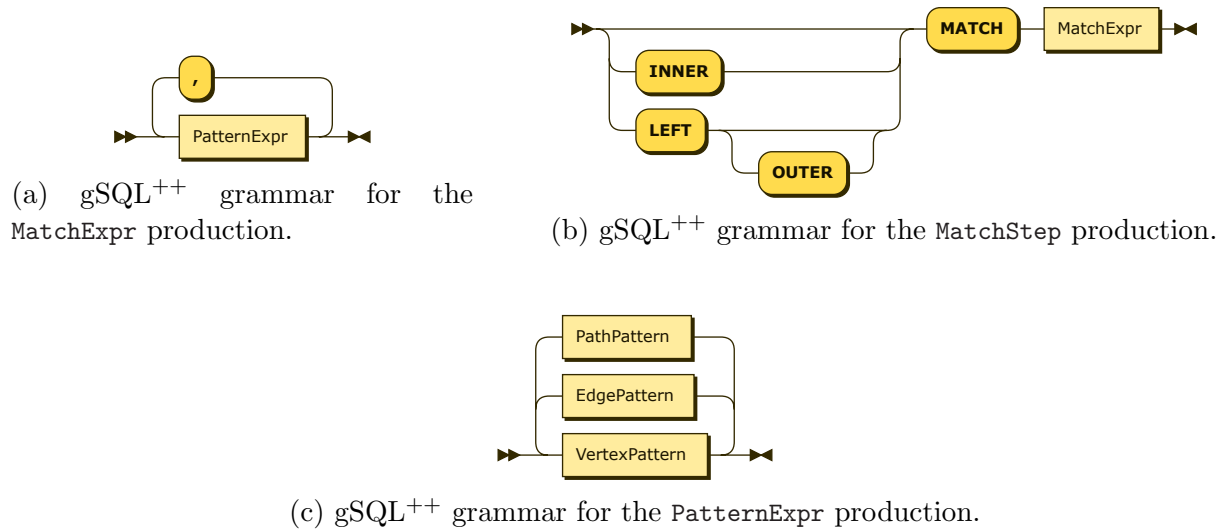 ,
PatternExpr
(a) gSQL++ grammar for the
MatchExpr production.
MATCH MatchExpr
INNER
LEFT
OUTER
(b) gSQL++ grammar for the MatchStep production.
PathPattern
EdgePattern
VertexPattern
(c) gSQL++ grammar for the PatternExpr production.